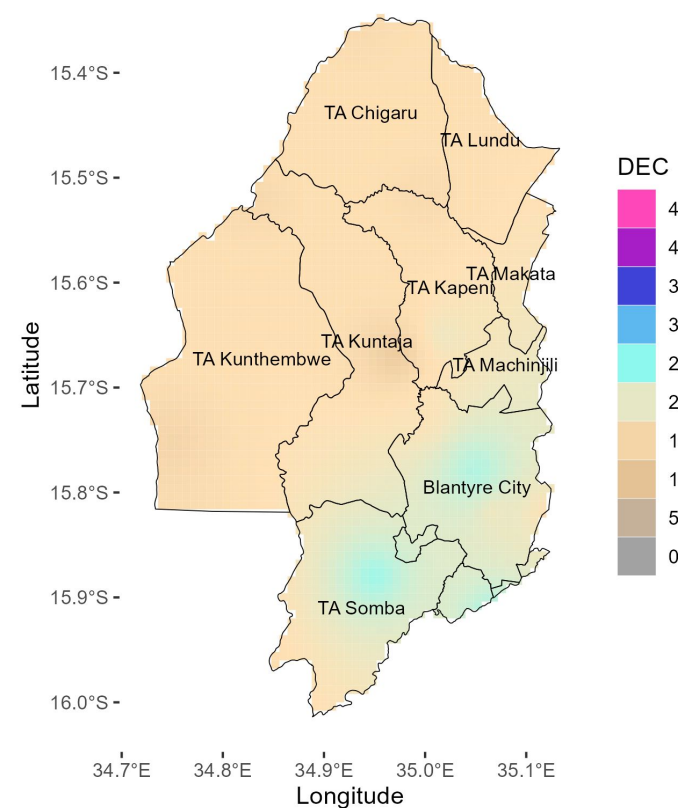 15.4°S
15.5°S
15.6°S
15.7°S
15.8°S
15.9°S
16.0°S
Latitude
TA Chigaru
TA Lundu
TA Makata
TA Kapeni
TA Kuntaja
TA Kunthembwe
TA Machinjili
Blantyre City
TA Somba
34.7°E 34.8°E 34.9°E 35.0°E 35.1°E
Longitude
DEC
4
4
3
3
2
2
1
1
5
0